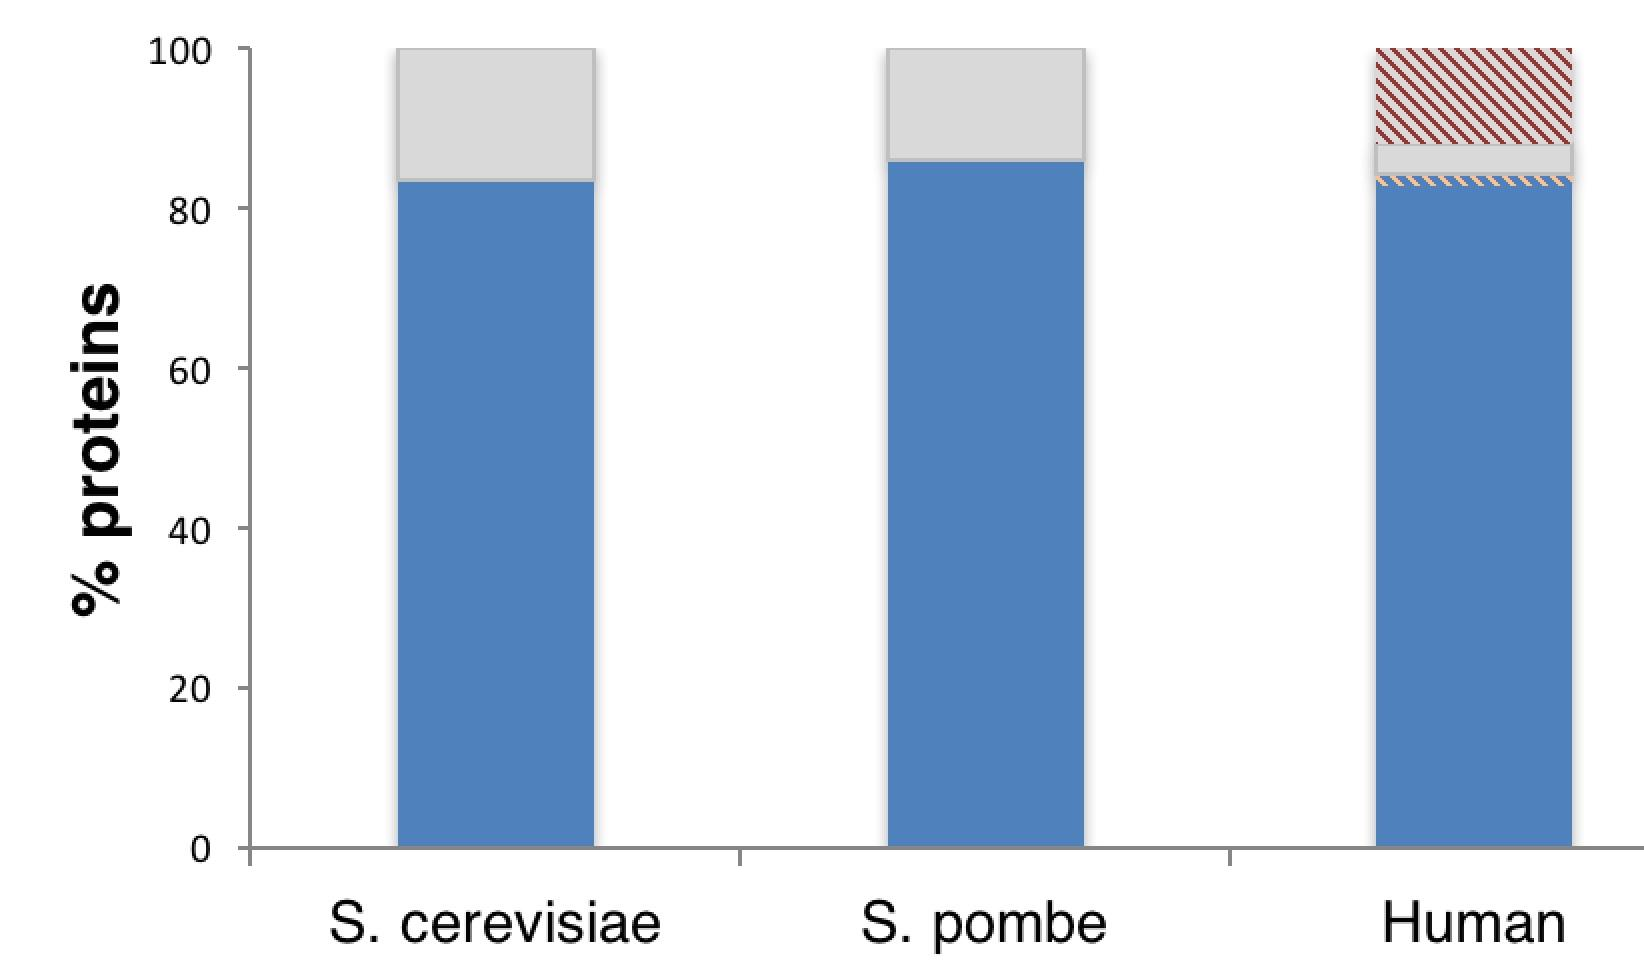 100
80
60
40
20
0
% proteins
S. cerevisiae
S. pombe
Human